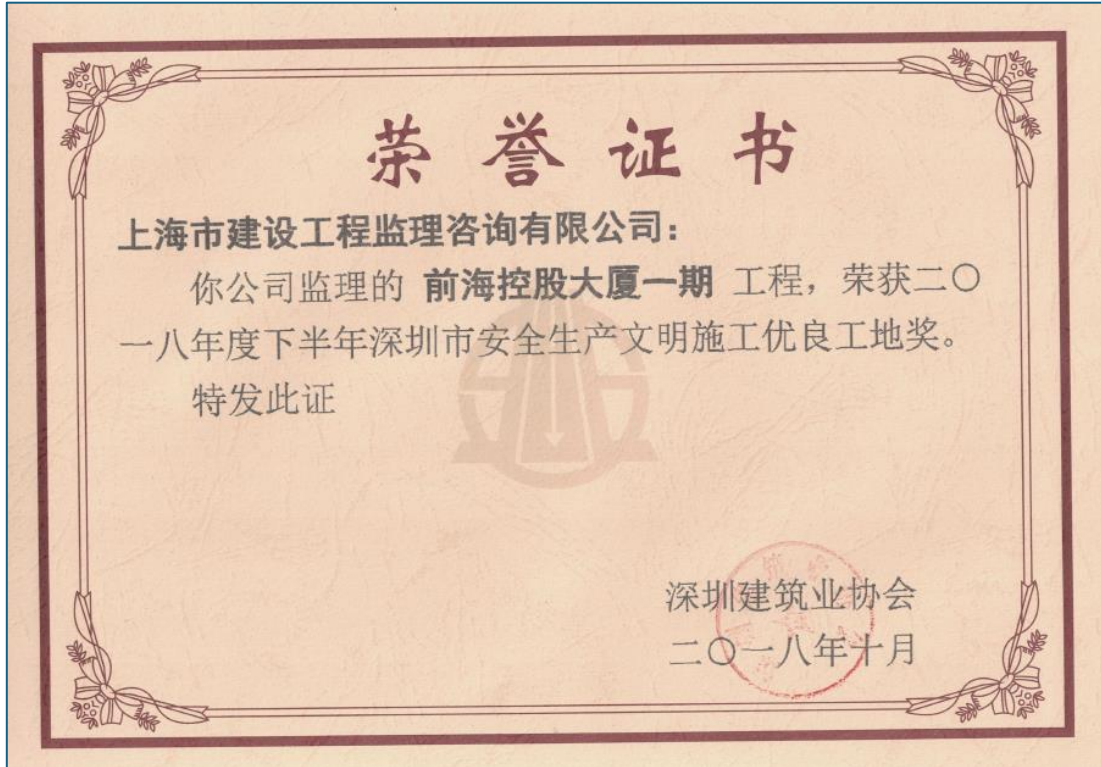 荣誉证书
上海市建设工程监理咨询有限公司：
你公司监理的 前海控股大厦一期 工程，荣获二〇
一八年度下半年深圳市安全生产文明施工优良工地奖。
特发此证
深圳建筑业协会
二〇一八年十月